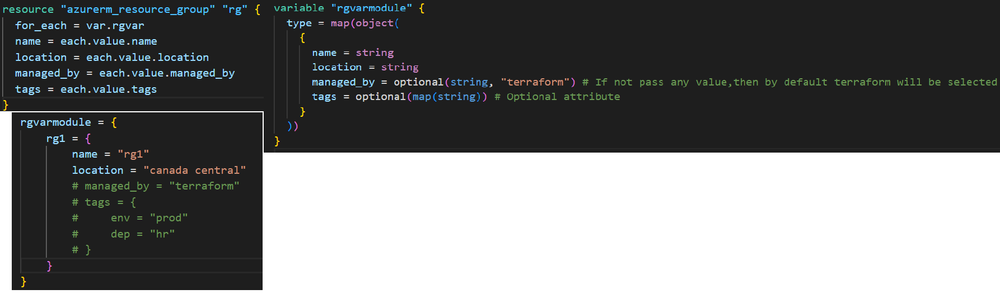 resource "azurerm_resource_group" "rg" {
  for_each = var.rgvar
  name = each.value.name
  location = each.value.location
  managed_by = each.value.managed_by
  tags = each.value.tags
}
rgvarmodule = {
    rg1 = {
        name = "rg1"
        location = "canada central"
        # managed_by = "terraform"
        # tags = {
        #     env = "prod"
        #     dep = "hr"
        # }
    }
}
variable "rgvarmodule" {
  type = map(object(
    {
      name = string
      location = string
      managed_by = optional(string, "terraform") # If not pass any value,then by default terraform will be selected
      tags = optional(map(string)) # Optional attribute
    }
  ))
}